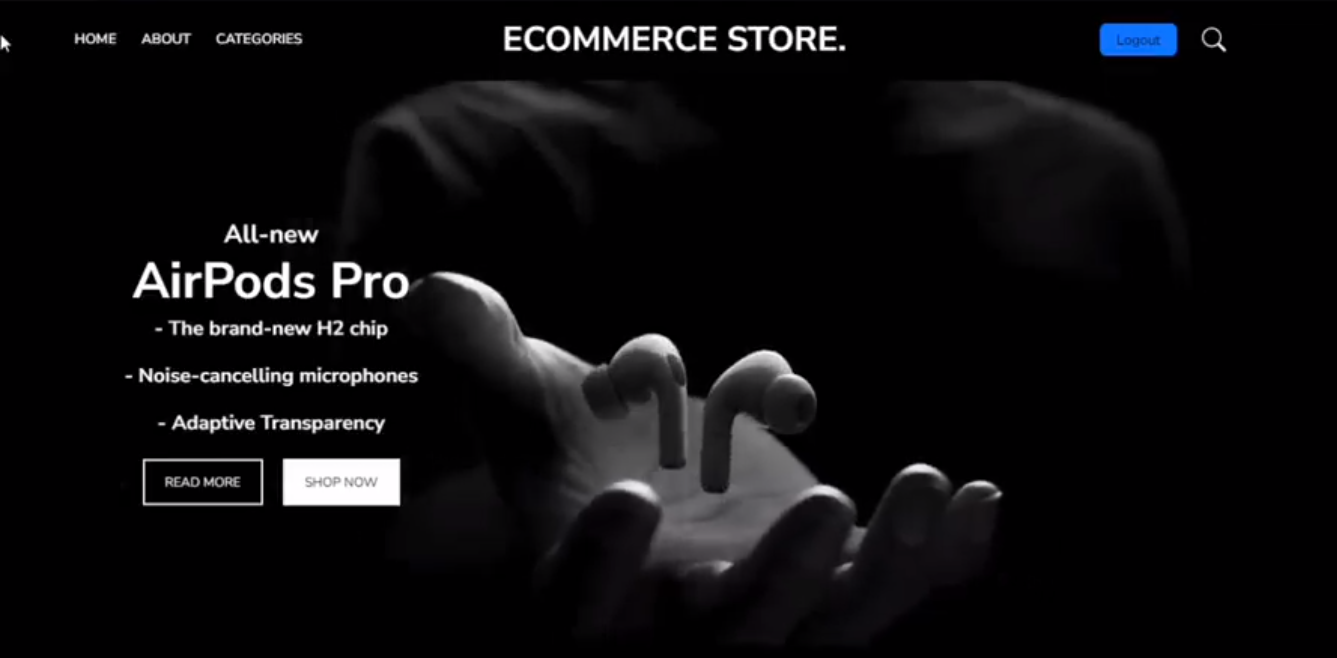 HOME ABOUT CATEGORIES ECOMMERCE STORE. Logout
All-new
AirPods Pro
- The brand-new H2 chip
- Noise-cancelling microphones
- Adaptive Transparency
READ MORE SHOP NOW